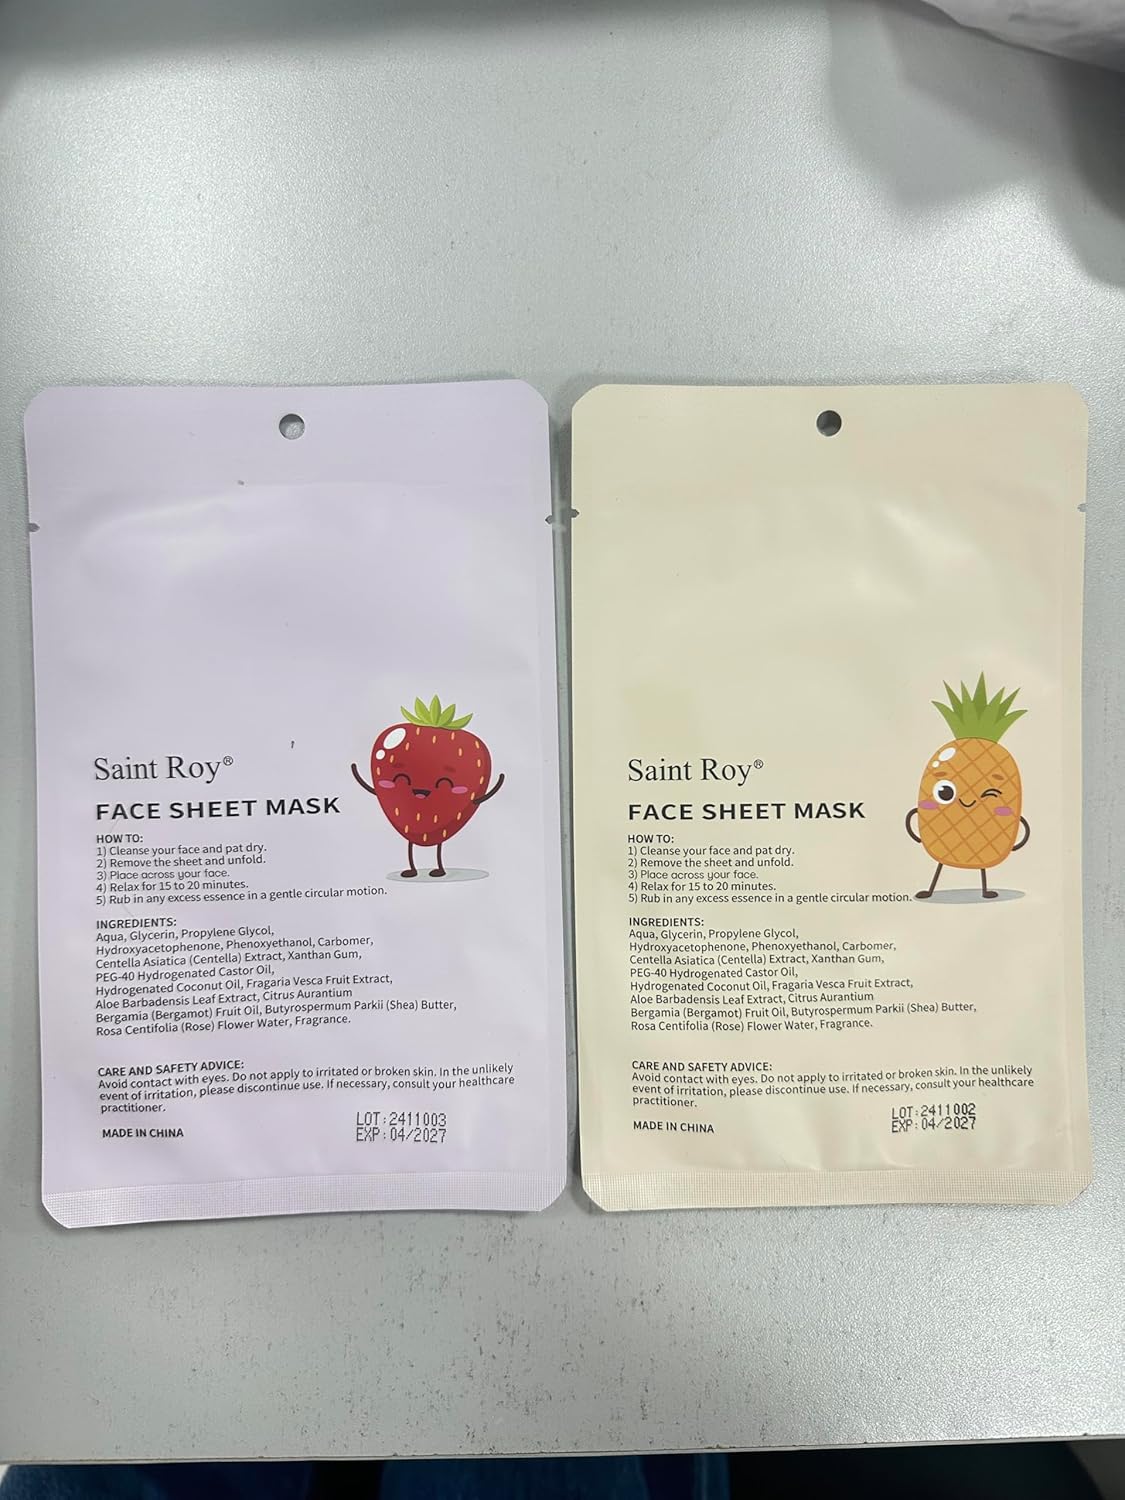 Saint Roy®
FACE SHEET MASK
HOW TO:
1) Cleanse your face and pat dry.
2) Remove the sheet and unfold.
3) Place across your face.
4) Relax for 15 to 20 minutes.
5) Rub in any excess essence in a gentle circular motion.
INGREDIENTS:
Aqua, Glycerin, Propylene Glycol,
Hydroxyacetophenone, Phenoxyethanol, Carbomer,
Centella Asiatica (Centella) Extract, Xanthan Gum,
PEG-40 Hydrogenated Castor Oil,
Hydrogenated Coconut Oil, Fragaria Vesca Fruit Extract,
Aloe Barbadensis Leaf Extract, Citrus Aurantium
Bergamia (Bergamot) Fruit Oil, Butyrospermum Parkii (Shea) Butter,
Rosa Centifolia (Rose) Flower Water, Fragrance.
CARE AND SAFETY ADVICE:
Avoid contact with eyes. Do not apply to irritated or broken skin. In the unlikely
event of irritation, please discontinue use. If necessary, consult your healthcare
practitioner.
MADE IN CHINA
LOT:2411003
EXP:04/2027
Saint Roy®
FACE SHEET MASK
HOW TO:
1) Cleanse your face and pat dry.
2) Remove the sheet and unfold.
3) Place across your face.
4) Relax for 15 to 20 minutes.
5) Rub in any excess essence in a gentle circular motion.
INGREDIENTS:
Aqua, Glycerin, Propylene Glycol,
Hydroxyacetophenone, Phenoxyethanol, Carbomer,
Centella Asiatica (Centella) Extract, Xanthan Gum,
PEG-40 Hydrogenated Castor Oil,
Hydrogenated Coconut Oil, Fragaria Vesca Fruit Extract,
Aloe Barbadensis Leaf Extract, Citrus Aurantium
Bergamia (Bergamot) Fruit Oil, Butyrospermum Parkii (Shea) Butter,
Rosa Centifolia (Rose) Flower Water, Fragrance.
CARE AND SAFETY ADVICE:
Avoid contact with eyes. Do not apply to irritated or broken skin. In the unlikely
event of irritation, please discontinue use. If necessary, consult your healthcare
practitioner.
MADE IN CHINA
LOT:2411002
EXP:04/2027